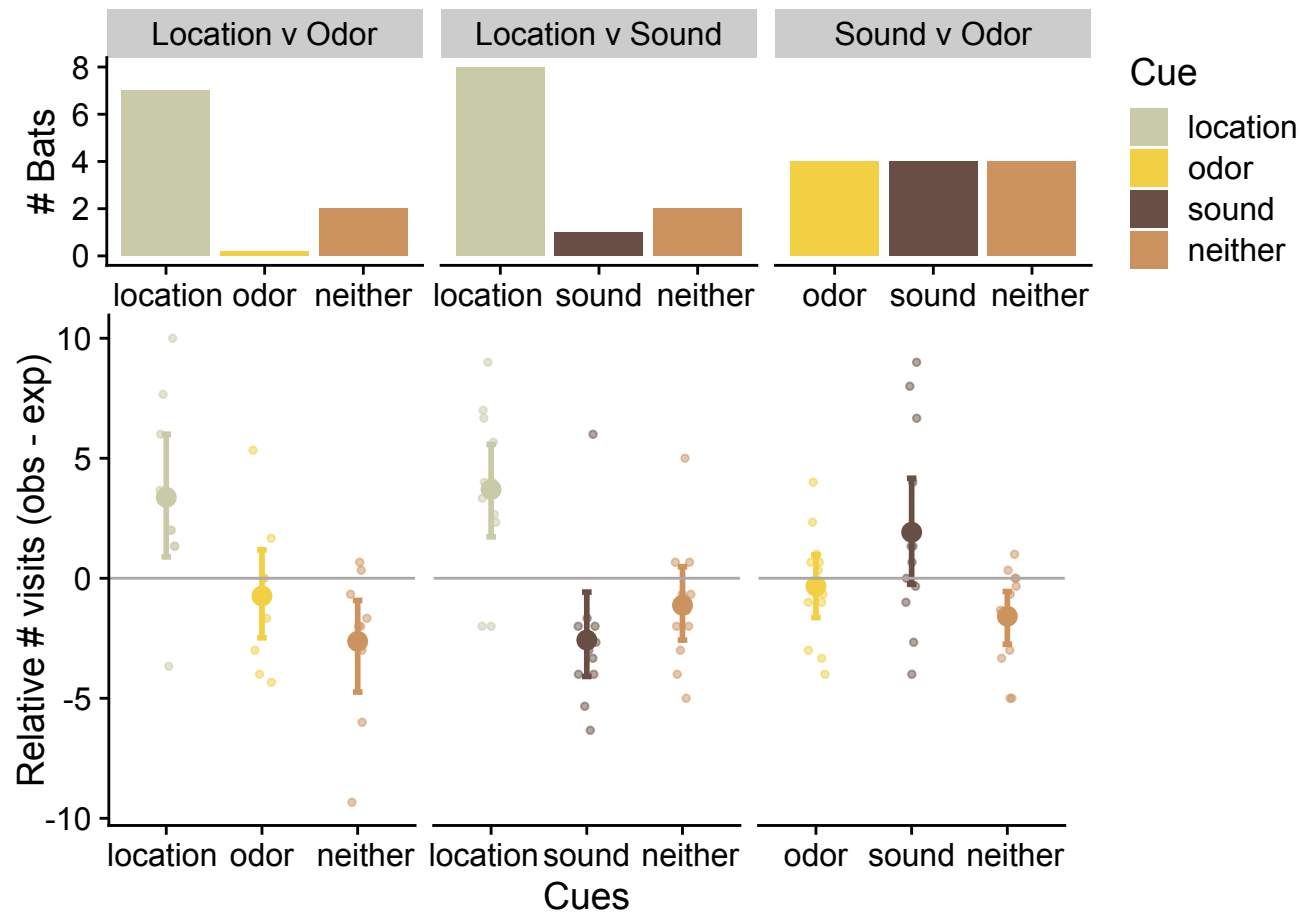 Location v Odor
Location v Sound
Sound v Odor
# Bats
8
6
4
2
0
location odor neither
location sound neither
odor sound neither
Cue
location
odor
sound
neither
Relative # visits (obs - exp)
10
5
0
-5
-10
location odor neither
location sound neither
odor sound neither
Cues